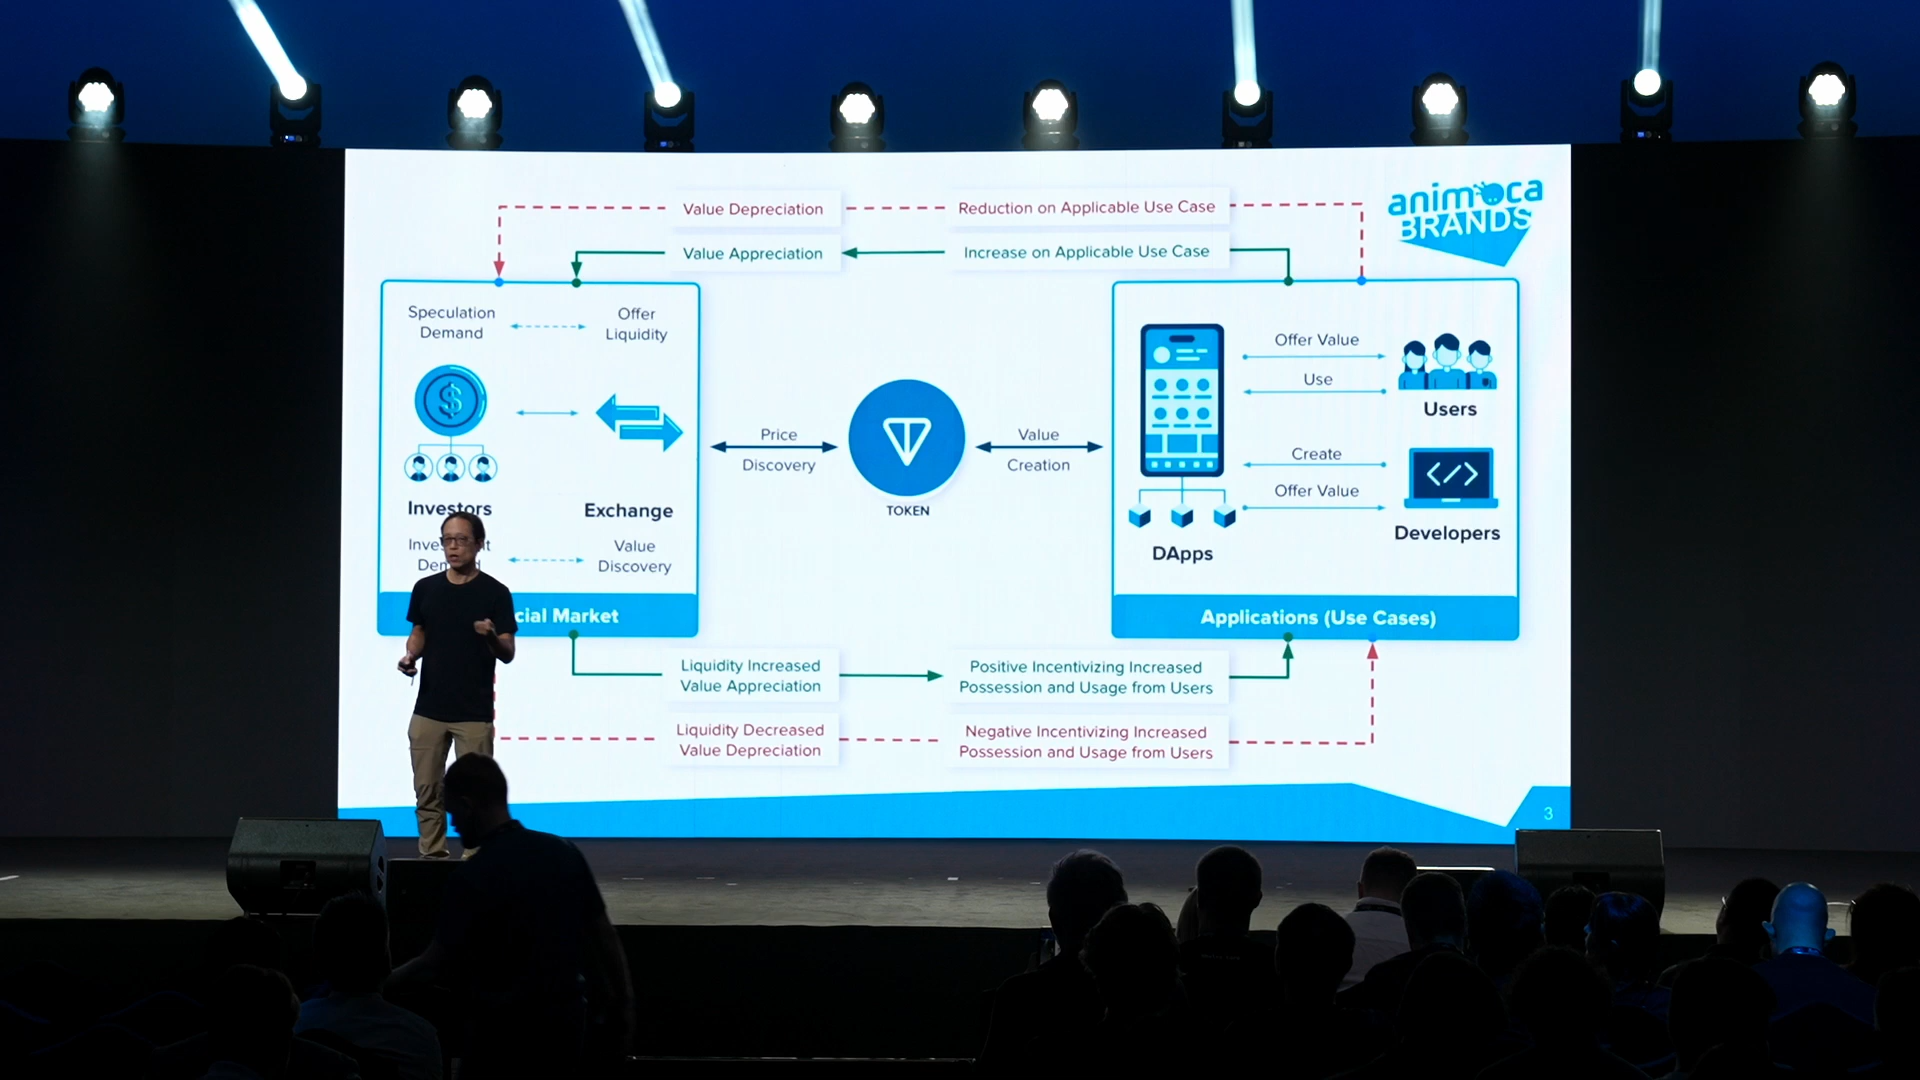 animoca
BRANDS
Value Depreciation
Reduction on Applicable Use Case
Value Appreciation
Increase on Applicable Use Case
Speculation
Demand
Offer
Liquidity
Investors
Exchange
Value
Discovery
cial Market
Price
Discovery
TOKEN
Value
Creation
Offer Value
Use
Users
Create
Offer Value
Developers
DApps
Applications (Use Cases)
Liquidity Increased
Value Appreciation
Positive Incentivizing Increased
Possession and Usage from Users
Liquidity Decreased
Value Depreciation
Negative Incentivizing Increased
Possession and Usage from Users
3